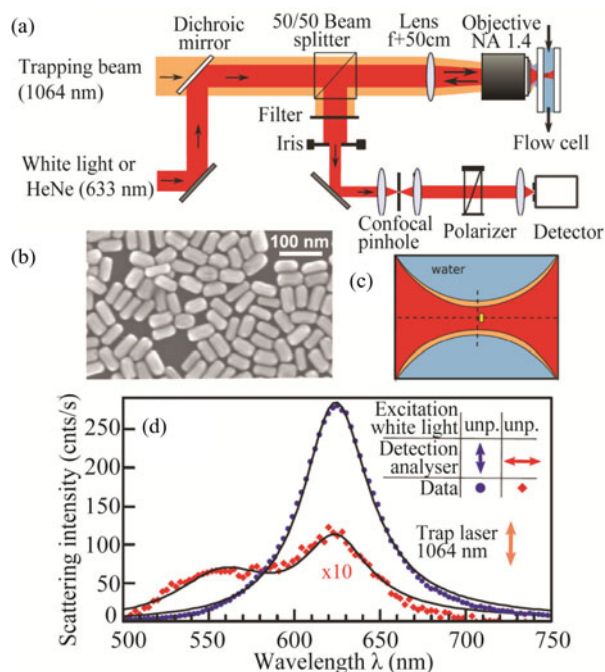 (a)
Dichroic
mirror
50/50 Beam
splitter
Lens
f+50cm
Objective
NA 1.4
Trapping beam
(1064 nm)
Filter
Iris
Flow cell
White light or
HeNe (633 nm)
Confocal
pinhole
Polarizer
Detector
(b)
100 nm
(c)
water
(d)
Scattering intensity (cnts/s)
250
200
150
100
50
0
Excitation
white light
unp.
unp.
Detection
analyser
Data
Trap laser
1064 nm
x10
500
550
600
650
700
750
Wavelength λ (nm)